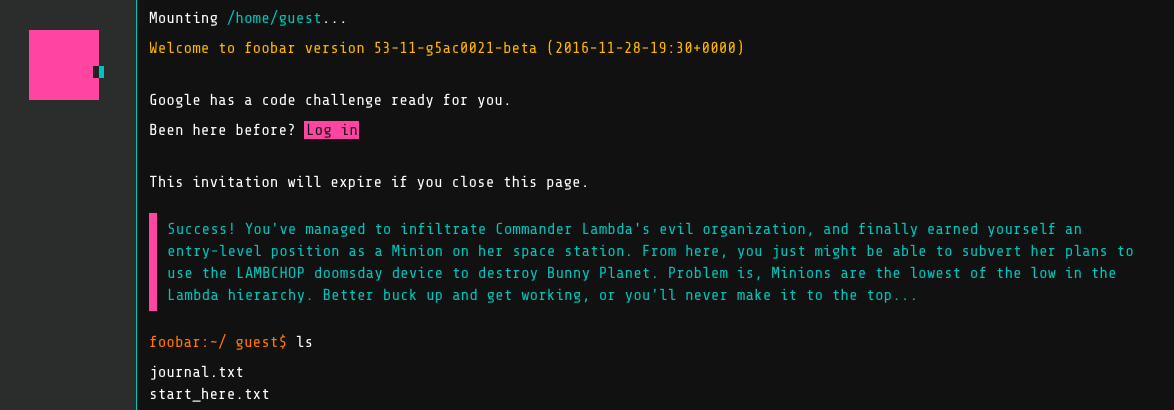 Mounting /home/guest...
Welcome to foobar version 53-11-g5ac0021-beta (2016-11-28-19:30+0000)
Google has a code challenge ready for you.
Been here before? Log in
This invitation will expire if you close this page.
Success! You've managed to infiltrate Commander Lambda's evil organization, and finally earned yourself an
entry-level position as a Minion on her space station. From here, you just might be able to subvert her plans to
use the LAMBCHOP doomsday device to destroy Bunny Planet. Problem is, Minions are the lowest of the low in the
Lambda hierarchy. Better buck up and get working, or you'll never make it to the top...
foobar:~/ guest$ ls
journal.txt
start_here.txt